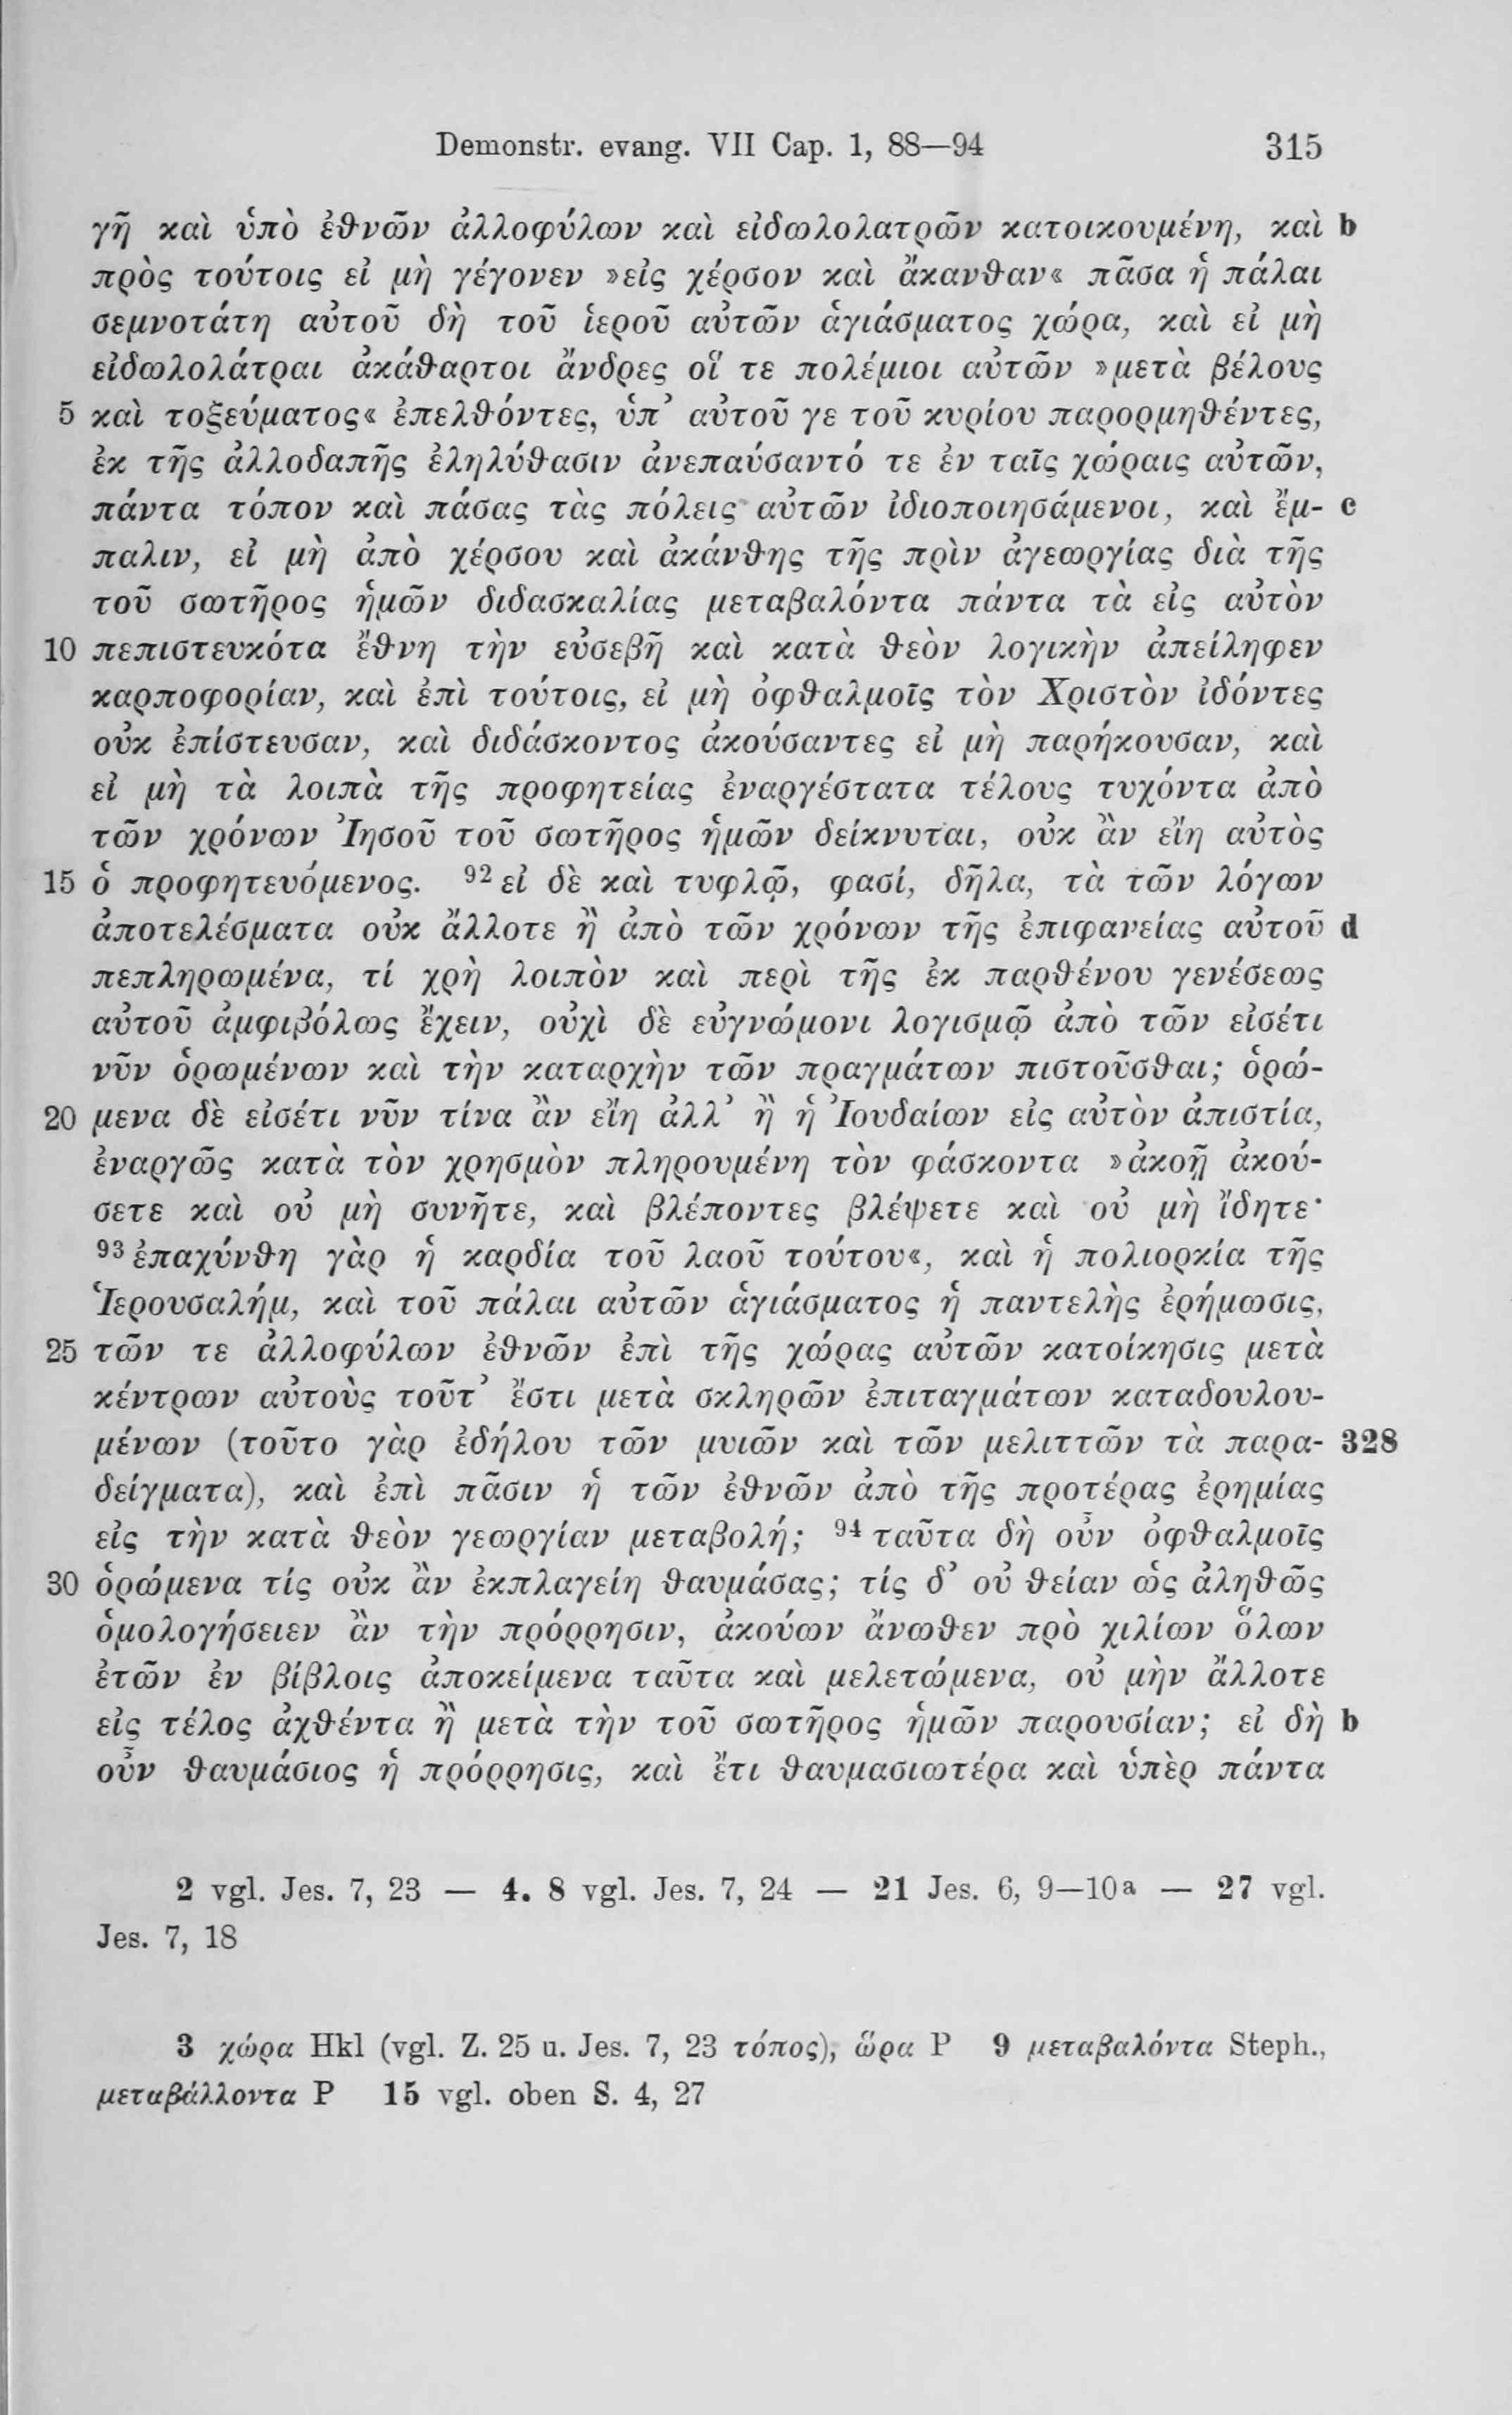 Demonstr. evang. VII Cap. 1, 88—94 315
γῆ καὶ ὑπὸ ἐθνῶν ἀλλοφύλων καὶ εἰδωλολατρῶν κατοικουμένη, καὶ b
πρὸς τούτοις εἰ μὴ γέγονεν »εἰς χέρσον καὶ ἄκανθαν« πᾶσα ἡ πάλαι
σεμνοτάτη αὐτοῦ δὴ τοῦ ἱεροῦ αὐτῶν ἁγιάσματος χώρα, καὶ εἰ μὴ
εἰδωλολάτραι ἀκάθαρτοι ἄνδρες οἵ τε πολέμιοι αὐτῶν »μετὰ βέλους
5 καὶ τοξεύματος« ἐπελθόντες, ὑπ’ αὐτοῦ γε τοῦ κυρίου παρορμηθέντες,
ἐκ τῆς ἀλλοδαπῆς ἐληλύθασιν ἀνεπαύσαντό τε ἐν ταῖς χώραις αὐτῶν,
πάντα τόπον καὶ πάσας τὰς πόλεις αὐτῶν ἰδιοποιησάμενοι, καὶ ἔμ- c
παλιν, εἰ μὴ ἀπὸ χέρσου καὶ ἀκάνθης τῆς πρὶν ἀγεωργίας διὰ τῆς
τοῦ σωτῆρος ἡμῶν διδασκαλίας μεταβαλόντα πάντα τὰ εἰς αὐτὸν
10 πεπιστευκότα ἔθνη τὴν εὐσεβῆ καὶ κατὰ θεὸν λογικὴν ἀπείληφεν
καρποφορίαν, καὶ ἐπὶ τούτοις, εἰ μὴ ὀφθαλμοῖς τὸν Χριστὸν ἰδόντες
οὐκ ἐπίστευσαν, καὶ διδάσκοντος ἀκούσαντες εἰ μὴ παρήκουσαν, καὶ
εἰ μὴ τὰ λοιπὰ τῆς προφητείας ἐναργέστατα τέλους τυχόντα ἀπὸ
τῶν χρόνων Ἰησοῦ τοῦ σωτῆρος ἡμῶν δείκνυται, οὐκ ἂν εἴη αὐτὸς
15 ὁ προφητευόμενος. 92 εἰ δὲ καὶ τυφλῷ, φασί, δῆλα, τὰ τῶν λόγων
ἀποτελέσματα οὐκ ἄλλοτε ἢ ἀπὸ τῶν χρόνων τῆς ἐπιφανείας αὐτοῦ d
πεπληρωμένα, τί χρὴ λοιπὸν καὶ περὶ τῆς ἐκ παρθένου γενέσεως
αὐτοῦ ἀμφιβόλως ἔχειν, οὐχὶ δὲ εὐγνώμονι λογισμῷ ἀπὸ τῶν εἰσέτι
νῦν ὁρωμένων καὶ τὴν καταρχὴν τῶν πραγμάτων πιστοῦσθαι; ὁρώ-
20 μενα δὲ εἰσέτι νῦν τίνα ἂν εἴη ἀλλ’ ἢ ἡ Ἰουδαίων εἰς αὐτὸν ἀπιστία,
ἐναργῶς κατὰ τὸν χρησμὸν πληρουμένη τὸν φάσκοντα »ἀκοῇ ἀκού-
σετε καὶ οὐ μὴ συνῆτε, καὶ βλέποντες βλέψετε καὶ οὐ μὴ ἴδητε·
93 ἐπαχύνθη γὰρ ἡ καρδία τοῦ λαοῦ τούτου«, καὶ ἡ πολιορκία τῆς
Ἱερουσαλήμ, καὶ τοῦ πάλαι αὐτῶν ἁγιάσματος ἡ παντελὴς ἐρήμωσις,
25 τῶν τε ἀλλοφύλων ἐθνῶν ἐπὶ τῆς χώρας αὐτῶν κατοίκησις μετὰ
κέντρων αὐτοὺς τοῦτ’ ἔστι μετὰ σκληρῶν ἐπιταγμάτων καταδουλου-
μένων (τοῦτο γὰρ ἐδήλου τῶν μυιῶν καὶ τῶν μελιττῶν τὰ παρα- 328
δείγματα), καὶ ἐπὶ πᾶσιν ἡ τῶν ἐθνῶν ἀπὸ τῆς προτέρας ἐρημίας
εἰς τὴν κατὰ θεὸν γεωργίαν μεταβολή; 94 ταῦτα δὴ οὖν ὀφθαλμοῖς
30 ὁρώμενα τίς οὐκ ἂν ἐκπλαγείη θαυμάσας; τίς δ’ οὐ θείαν ὡς ἀληθῶς
ὁμολογήσειεν ἂν τὴν πρόρρησιν, ἀκούων ἄνωθεν πρὸ χιλίων ὅλων
ἐτῶν ἐν βίβλοις ἀποκείμενα ταῦτα καὶ μελετώμενα, οὐ μὴν ἄλλοτε
εἰς τέλος ἀχθέντα ἢ μετὰ τὴν τοῦ σωτῆρος ἡμῶν παρουσίαν; εἰ δὴ b
οὖν θαυμάσιος ἡ πρόρρησις, καὶ ἔτι θαυμασιωτέρα καὶ ὑπὲρ πάντα
2 vgl. Jes. 7, 23 — 4. 8 vgl. Jes. 7, 24 — 21 Jes. 6, 9—10a — 27 vgl.
Jes. 7, 18
3 χώρα Hkl (vgl. Z. 25 u. Jes. 7, 23 τόπος), ὥρα P 9 μεταβαλόντα Steph.,
μεταβάλλοντα P 15 vgl. oben S. 4, 27